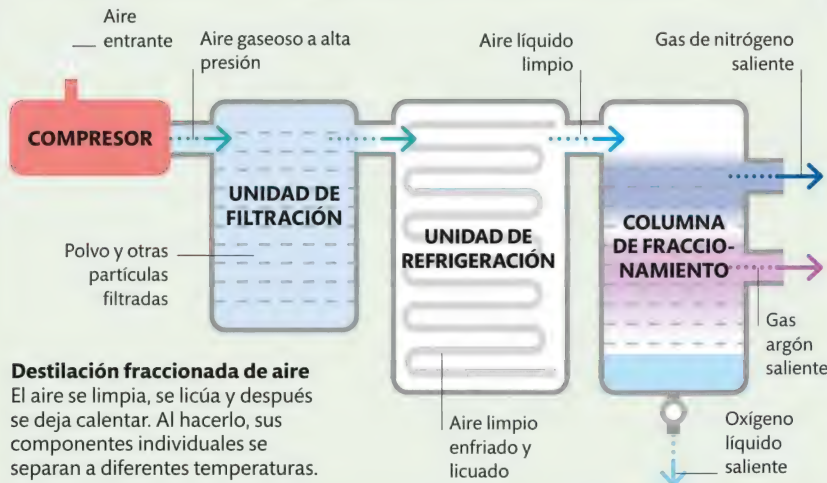 Aire
entrante
Aire gaseoso a alta
presión
Aire líquido
limpio
Gas de nitrógeno
saliente
COMPRESOR
UNIDAD DE
FILTRACIÓN
UNIDAD DE
REFRIGERACIÓN
COLUMNA
DE FRACCIO-
NAMIENTO
Polvo y otras
partículas
filtradas
Gas
argón
saliente
Destilación fraccionada de aire
El aire se limpia, se licúa y después
se deja calentar. Al hacerlo, sus
componentes individuales se
separan a diferentes temperaturas.
Aire limpio
enfriado y
licuado
Oxígeno
líquido
saliente